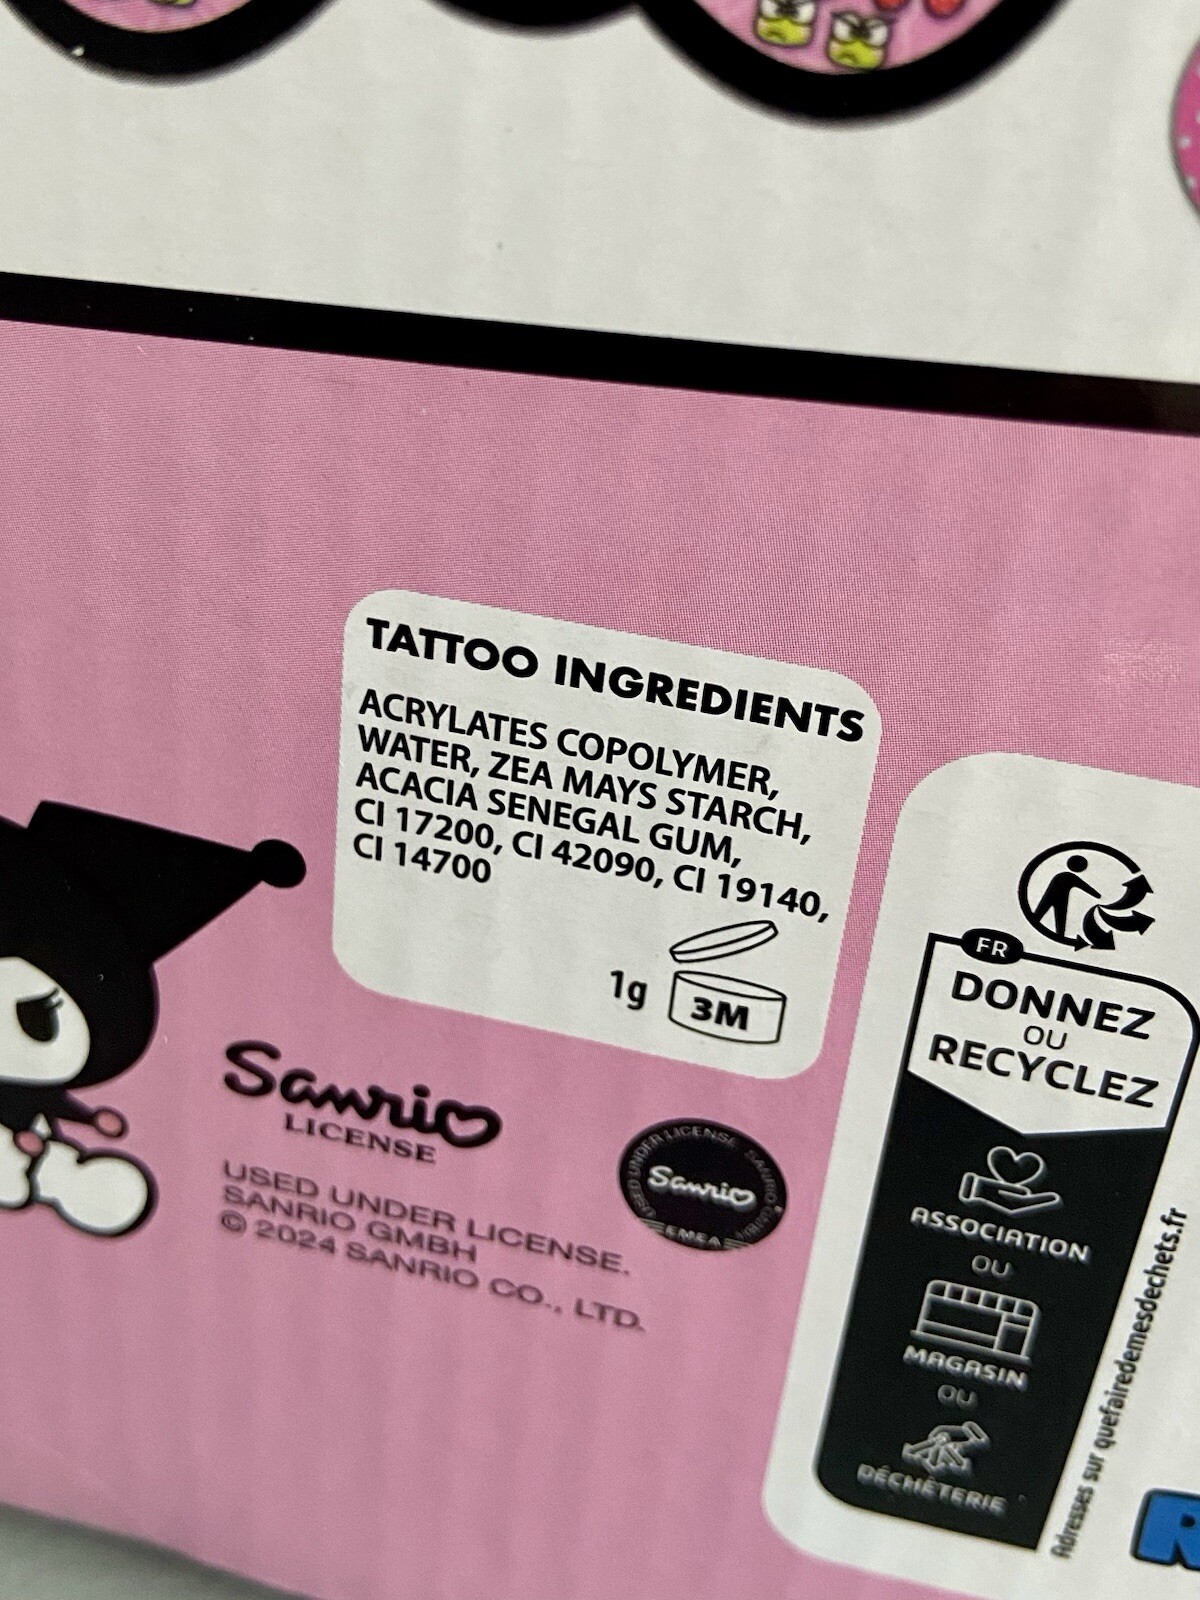 TATTOO INGREDIENTS
ACRYLATES COPOLYMER,
WATER, ZEA MAYS STARCH,
ACACIA SENEGAL GUM,
CI 17200, CI 42090, CI 19140,
CI 14700
1g
3M
Sanrio
LICENSE
USED UNDER LICENSE.
SANRIO GMBH
© 2024 SANRIO CO., LTD.
USED UNDER LICENSE SANRIO GMBH
Sanrio
EMEA
FR
DONNEZ
OU
RECYCLEZ
ASSOCIATION
OU
MAGASIN
OU
DÉCHÈTERIE
Adresses sur quefairedemesdechets.fr
R